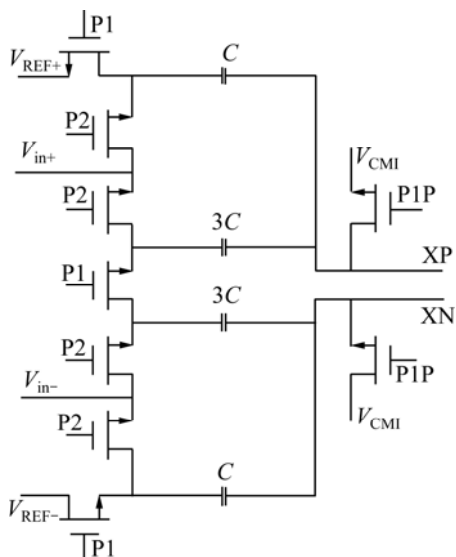 P1
V_REF+
C
P2
V_in+
V_CMI
P2
P1P
3C
XP
P1
3C
XN
P2
P1P
V_in−
V_CMI
P2
C
V_REF−
P1